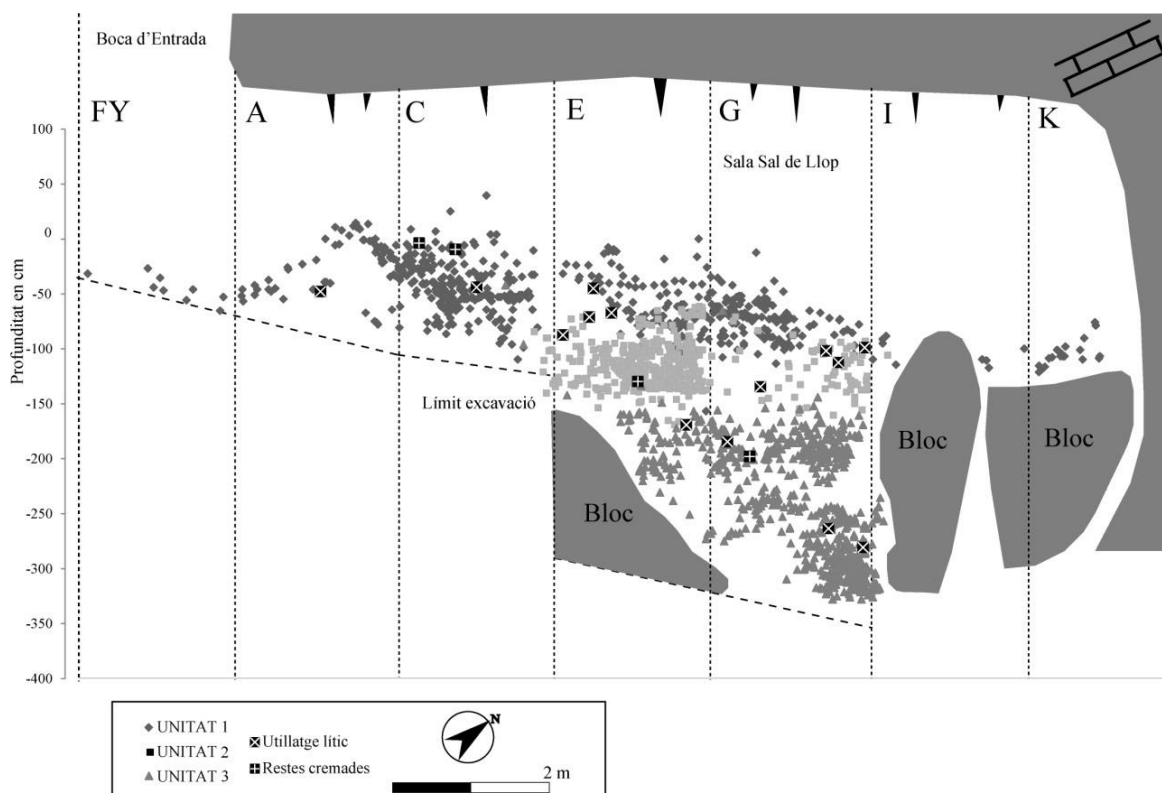 Boca d'Entrada
FY A C E G I K
Sala Sal de Llop
Profunditat en cm
100
50
0
-50
-100
-150
-200
-250
-300
-350
-400
Límit excavació
Bloc
Bloc
Bloc
UNITAT 1
UNITAT 2
UNITAT 3
Utillatge lític
Restes cremades
N
2 m